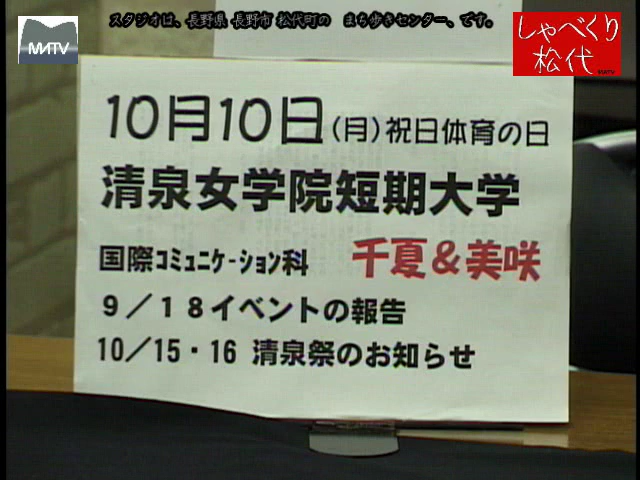 スタジオは、長野県 長野市 松代町の　まち歩きセンター、です。
MИTV
しゃべくり
松代
MИTV
10月10日(月)祝日体育の日
清泉女学院短期大学
国際ｺﾐｭﾆｹｰション科　千夏＆美咲
９／１８イベントの報告
10／15・16 清泉祭のお知らせ